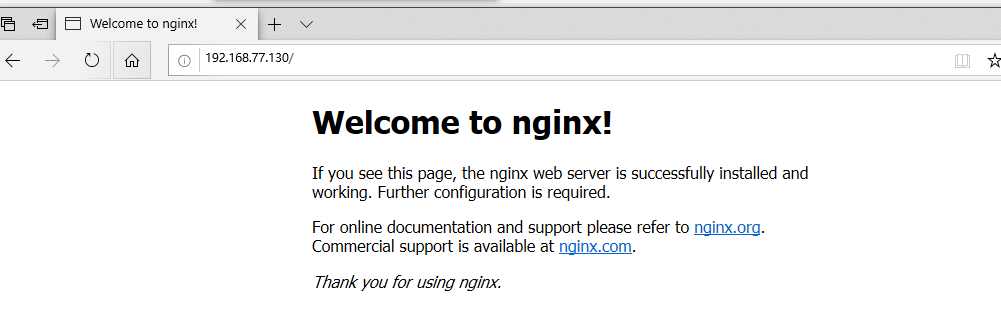 Welcome to nginx!
192.168.77.130/
Welcome to nginx!
If you see this page, the nginx web server is successfully installed and
working. Further configuration is required.
For online documentation and support please refer to nginx.org.
Commercial support is available at nginx.com.
Thank you for using nginx.